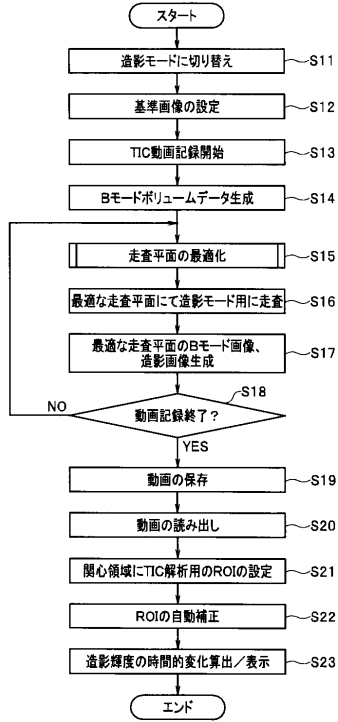 スタート
造影モードに切り替え
S11
基準画像の設定
S12
TIC動画記録開始
S13
Bモードボリュームデータ生成
S14
走査平面の最適化
S15
最適な走査平面にて造影モード用に走査
S16
最適な走査平面のBモード画像、
造影画像生成
S17
S18
動画記録終了？
NO
YES
動画の保存
S19
動画の読み出し
S20
関心領域にTIC解析用のROIの設定
S21
ROIの自動補正
S22
造影輝度の時間的変化算出／表示
S23
エンド